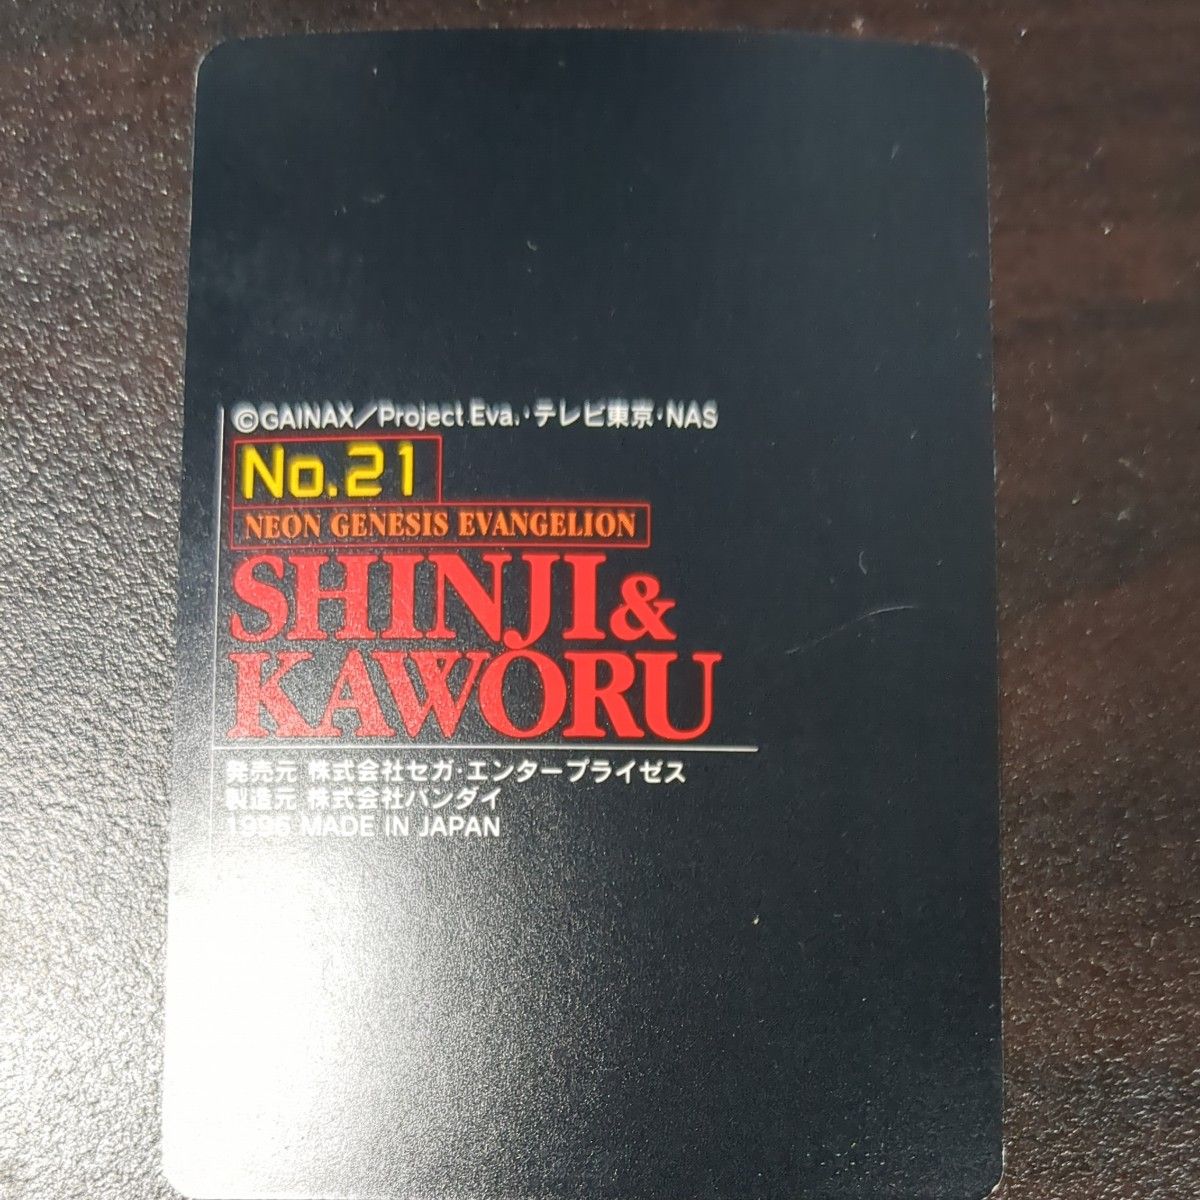 ©GAINAX／Project Eva.・テレビ東京・NAS
No.21
NEON GENESIS EVANGELION
SHINJI&
KAWORU
発売元 株式会社セガ・エンタープライゼス
製造元 株式会社バンダイ
1996 MADE IN JAPAN